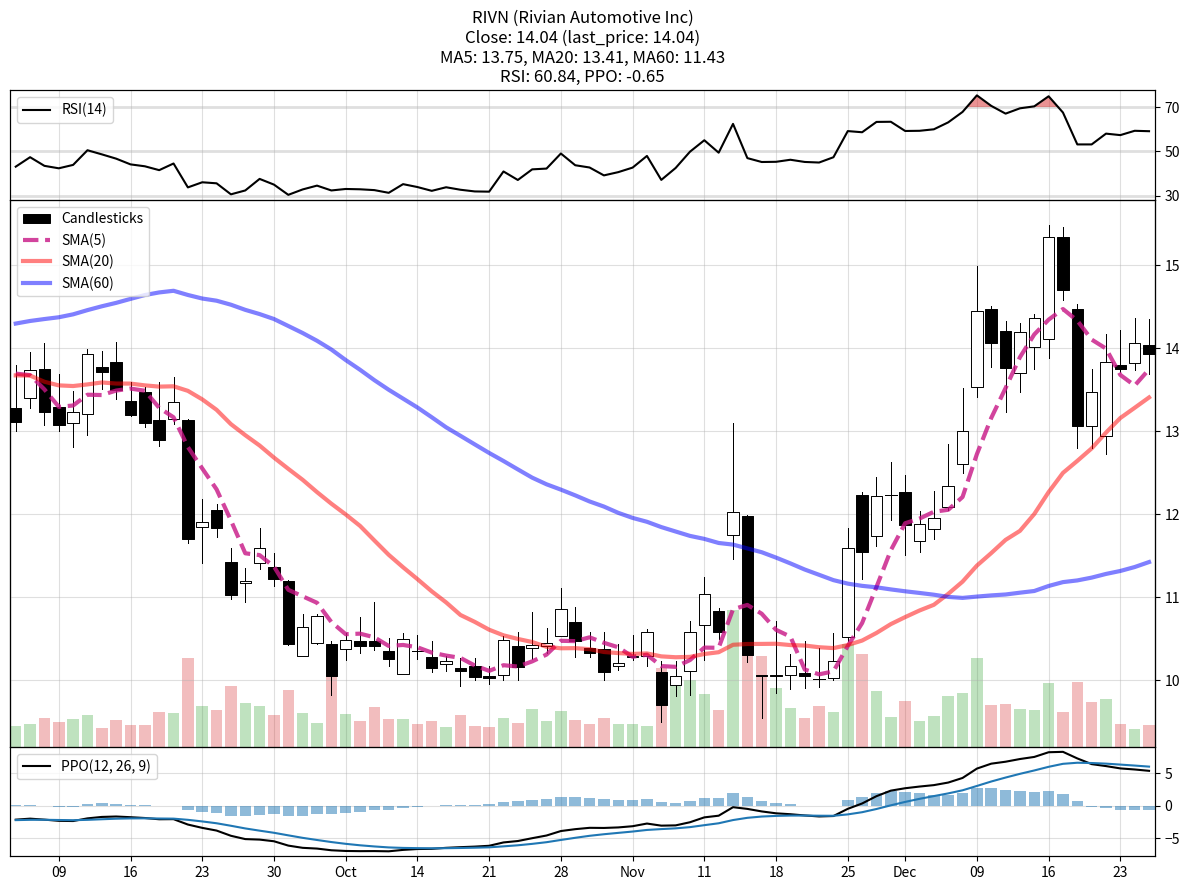 RIVN (Rivian Automotive Inc)
Close: 14.04 (last_price: 14.04)
MA5: 13.75, MA20: 13.41, MA60: 11.43
RSI: 60.84, PPO: -0.65
RSI(14)
70
50
30
Candlesticks
SMA(5)
SMA(20)
SMA(60)
15
14
13
12
11
10
PPO(12, 26, 9)
5
0
−5
09 16 23 30 Oct 14 21 28 Nov 11 18 25 Dec 09 16 23